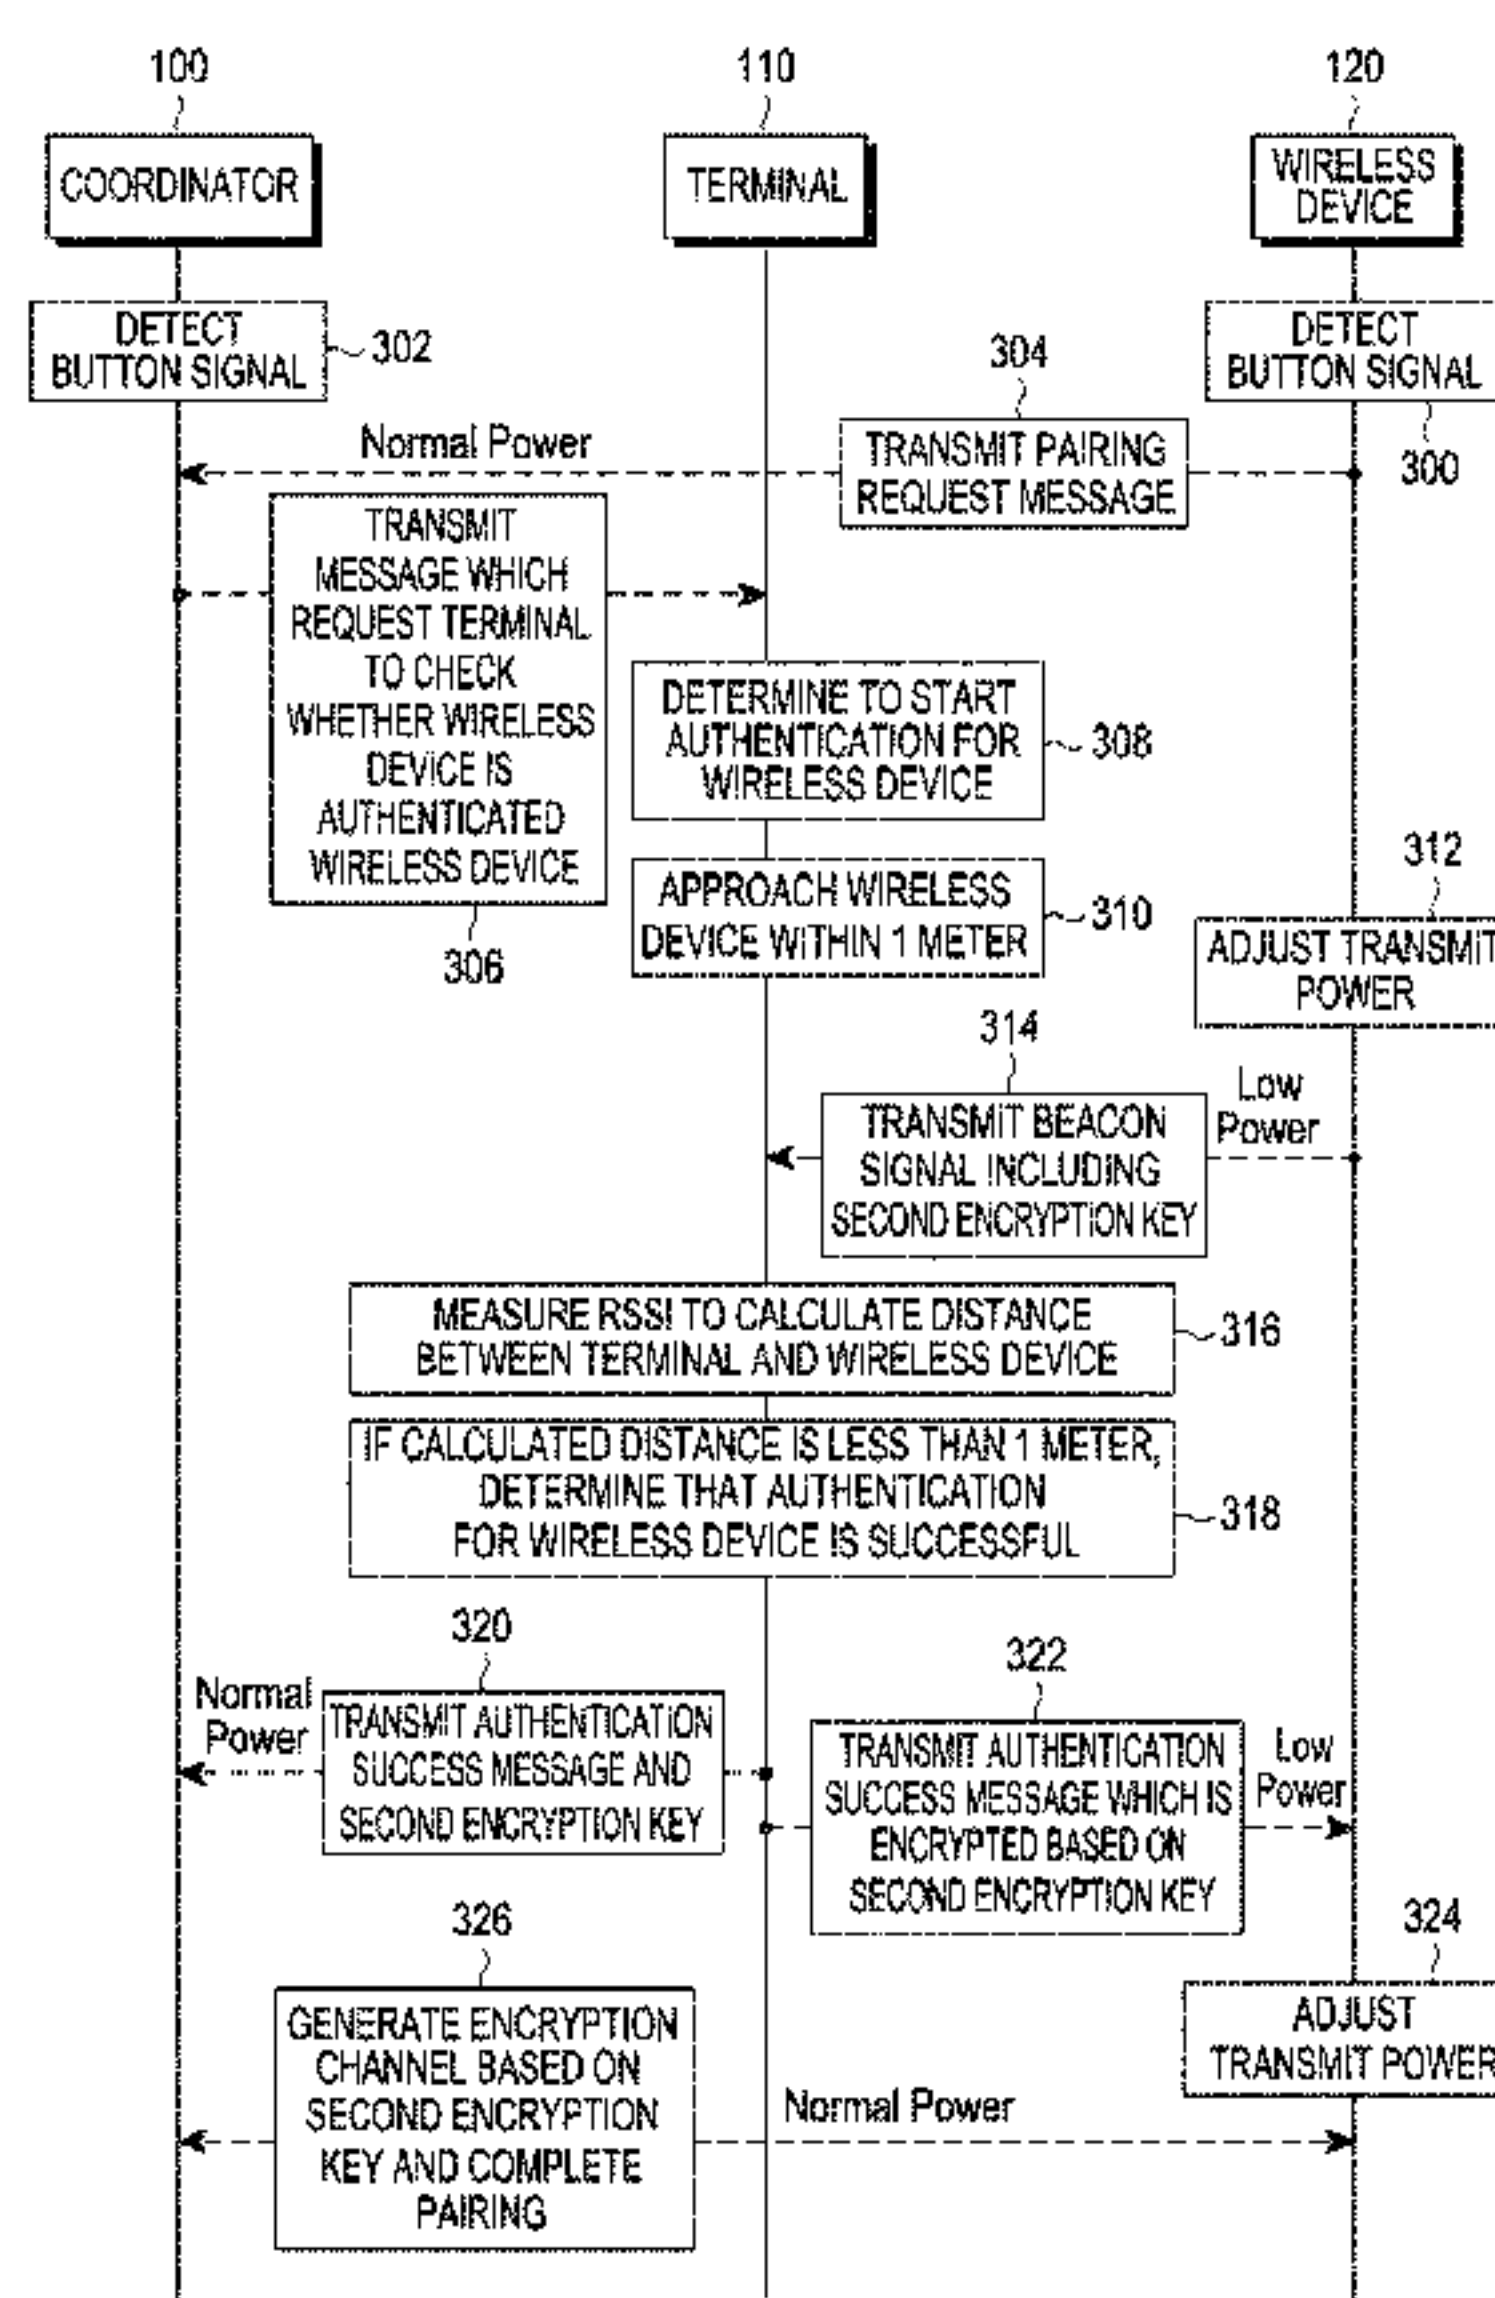 100
110
120
COORDINATOR
TERMINAL
WIRELESS
DEVICE
DETECT
BUTTON SIGNAL
302
304
DETECT
BUTTON SIGNAL
300
Normal Power
TRANSMIT PAIRING
REQUEST MESSAGE
TRANSMIT
MESSAGE WHICH
REQUEST TERMINAL
TO CHECK
WHETHER WIRELESS
DEVICE IS
AUTHENTICATED
WIRELESS DEVICE
306
DETERMINE TO START
AUTHENTICATION FOR
WIRELESS DEVICE
308
APPROACH WIRELESS
DEVICE WITHIN 1 METER
310
312
ADJUST TRANSMIT
POWER
314
TRANSMIT BEACON
SIGNAL INCLUDING
SECOND ENCRYPTION KEY
Low
Power
MEASURE RSSI TO CALCULATE DISTANCE
BETWEEN TERMINAL AND WIRELESS DEVICE
316
IF CALCULATED DISTANCE IS LESS THAN 1 METER,
DETERMINE THAT AUTHENTICATION
FOR WIRELESS DEVICE IS SUCCESSFUL
318
320
Normal
Power
TRANSMIT AUTHENTICATION
SUCCESS MESSAGE AND
SECOND ENCRYPTION KEY
322
TRANSMIT AUTHENTICATION
SUCCESS MESSAGE WHICH IS
ENCRYPTED BASED ON
SECOND ENCRYPTION KEY
Low
Power
324
ADJUST
TRANSMIT POWER
326
GENERATE ENCRYPTION
CHANNEL BASED ON
SECOND ENCRYPTION
KEY AND COMPLETE
PAIRING
Normal Power